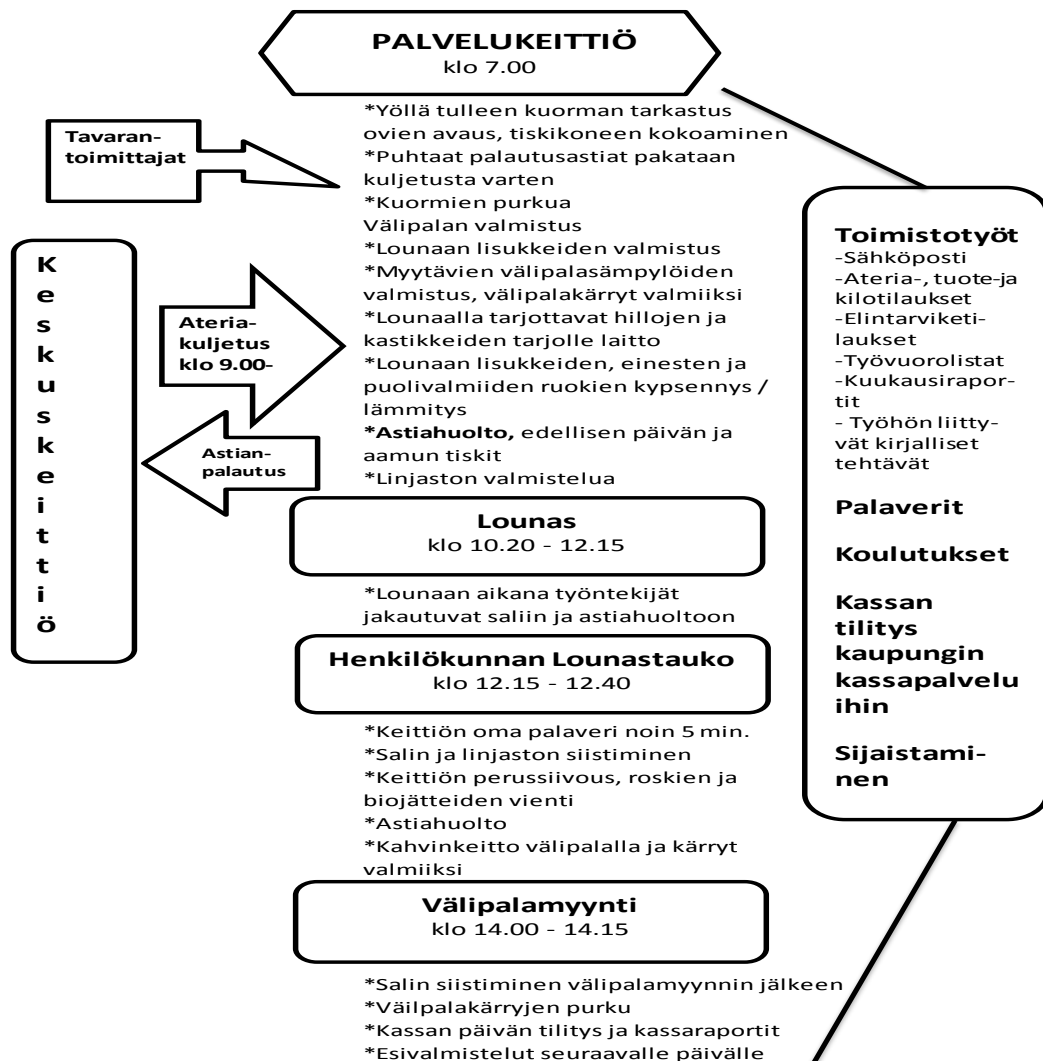 PALVELUKEITTIÖ
klo 7.00
*Yöllä tulleen kuorman tarkastus
ovien avaus, tiskikoneen kokoaminen
*Puhtaat palautusastiat pakataan
kuljetusta varten
*Kuormien purkua
Välipalan valmistus
*Lounaan lisukkeiden valmistus
*Myytävien välipalasämpylöiden
valmistus, välipalakärryt valmiiksi
*Lounaalla tarjottavat hillojen ja
kastikkeiden tarjolle laitto
*Lounaan lisukkeiden, einesten ja
puolivalmiiden ruokien kypsennys /
lämmitys
*Astiahuolto, edellisen päivän ja
aamun tiskit
*Linjaston valmistelua
Tavaran-
toimittajat
Keskuskeittiö
Ateria-
kuljetus
klo 9.00-
Astian-
palautus
Lounas
klo 10.20 - 12.15
*Lounaan aikana työntekijät
jakautuvat saliin ja astiahuoltoon
Henkilökunnan Lounastauko
klo 12.15 - 12.40
*Keittiön oma palaveri noin 5 min.
*Salin ja linjaston siistiminen
*Keittiön perussiivous, roskien ja
biojätteiden vienti
*Astiahuolto
*Kahvinkeitto välipalalla ja kärryt
valmiiksi
Välipalamyynti
klo 14.00 - 14.15
*Salin siistiminen välipalamyynnin jälkeen
*Väilpalakärryjen purku
*Kassan päivän tilitys ja kassaraportit
*Esivalmistelut seuraavalle päivälle
Toimistotyöt
-Sähköposti
-Ateria-, tuote-ja
kilotilaukset
-Elintarviketi-
laukset
-Työvuorolistat
-Kuukausirapor-
tit
- Työhön liitty-
vät kirjalliset
tehtävät
Palaverit
Koulutukset
Kassan
tilitys
kaupungin
kassapalvelu
ihin
Sijaistami-
nen